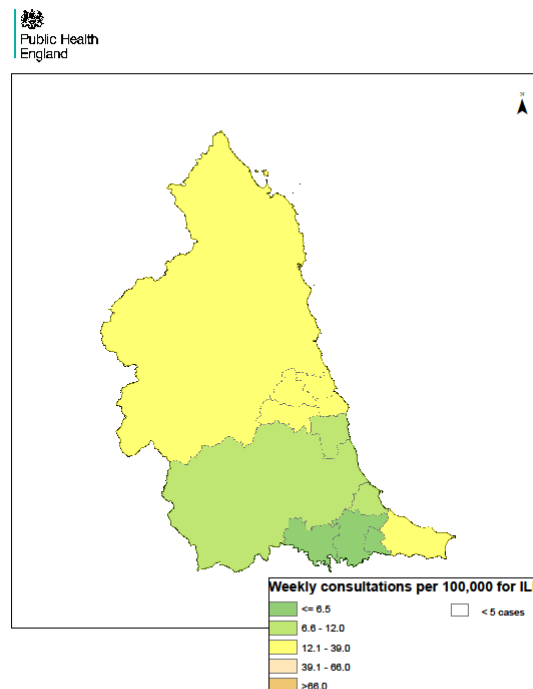 Public Health
England
N
Weekly consultations per 100,000 for IL
<= 6.5
< 5 cases
6.6 - 12.0
12.1 - 39.0
39.1 - 66.0
>66.0